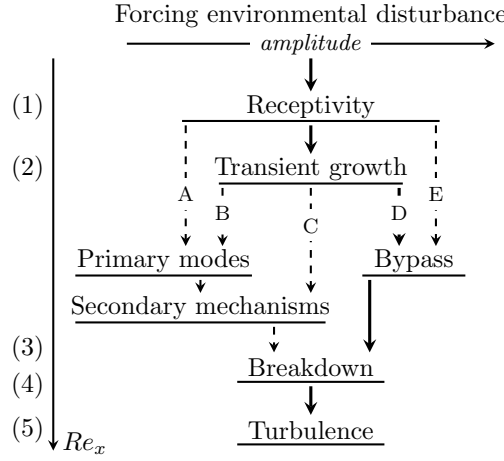 Forcing environmental disturbance
amplitude
(1) Receptivity
(2) Transient growth
A B C D E
Primary modes Bypass
Secondary mechanisms
(3)
Breakdown
(4)
(5) Turbulence
Re_x